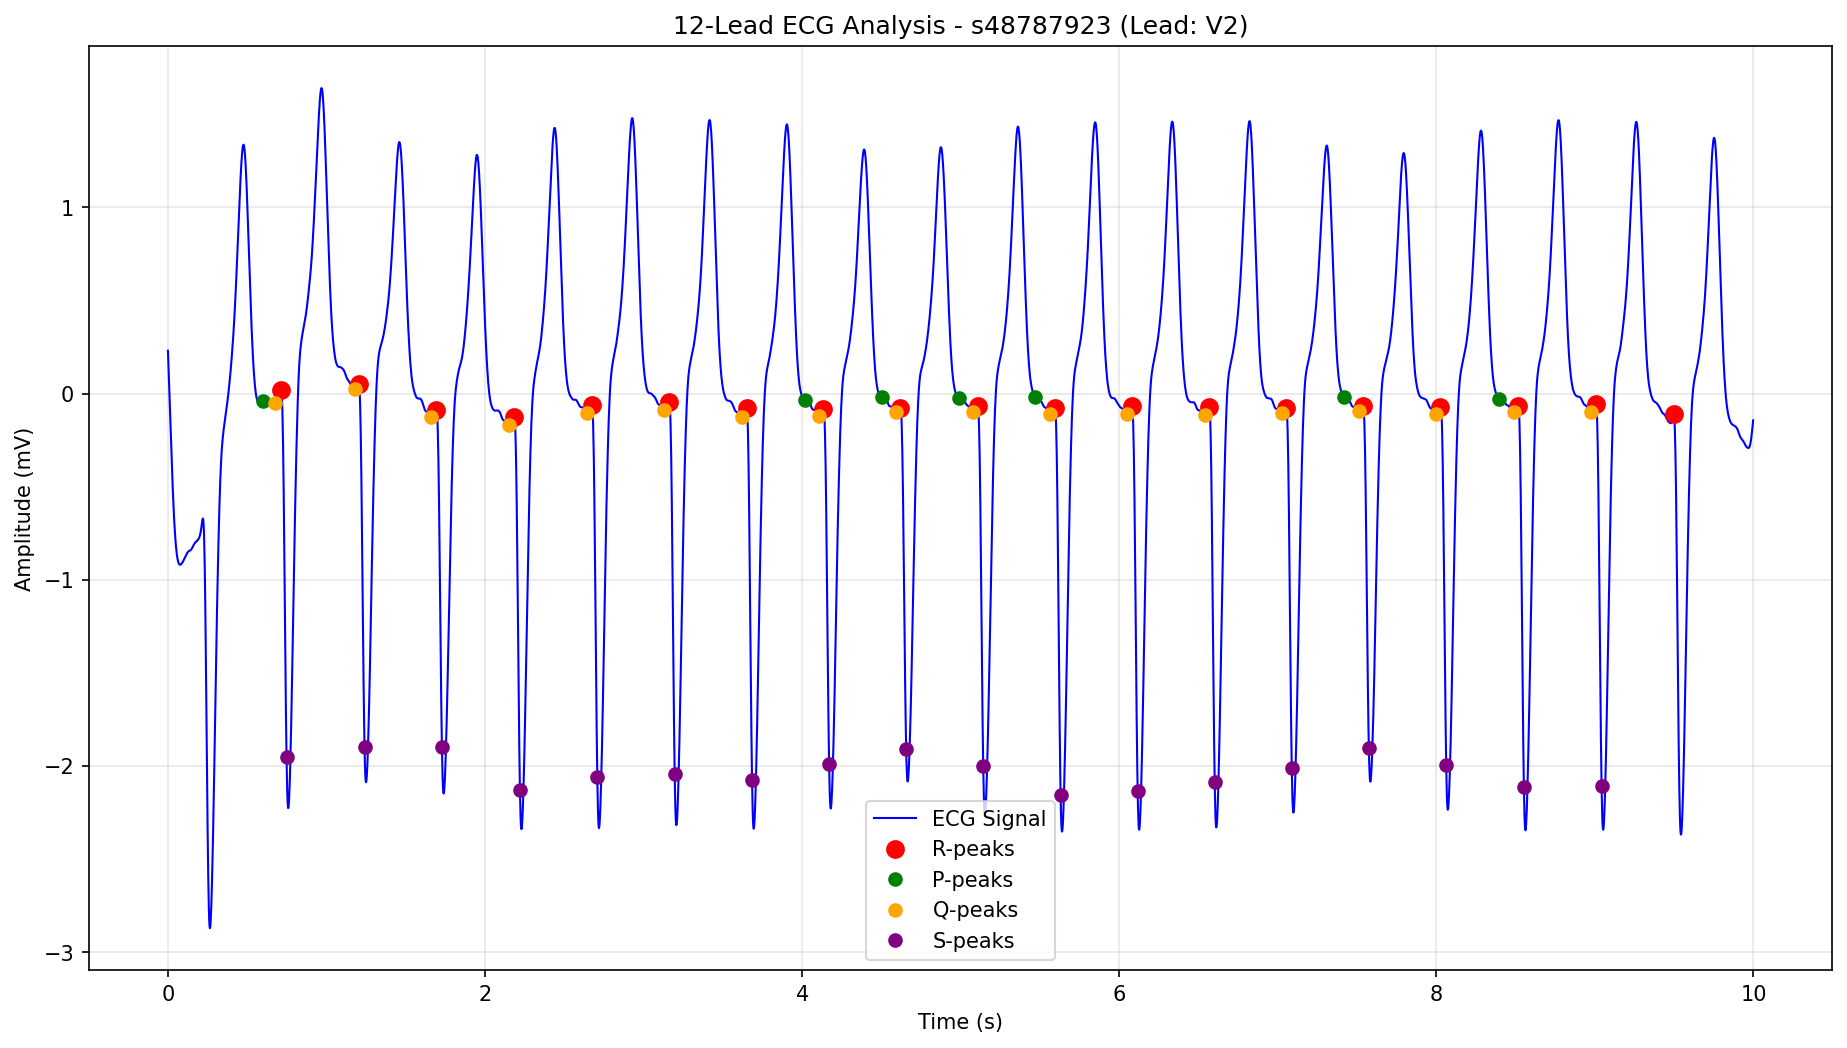 12-Lead ECG Analysis - s48787923 (Lead: V2)
Amplitude (mV)
1
0
−1
−2
−3
ECG Signal
R-peaks
P-peaks
Q-peaks
S-peaks
0 2 4 6 8 10
Time (s)